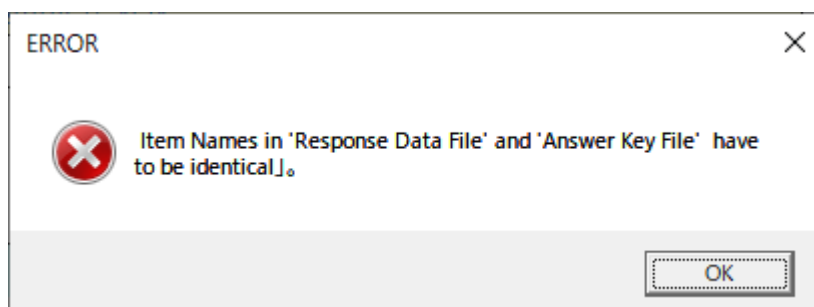 ERROR
Item Names in 'Response Data File' and 'Answer Key File' have
to be identical」。
OK